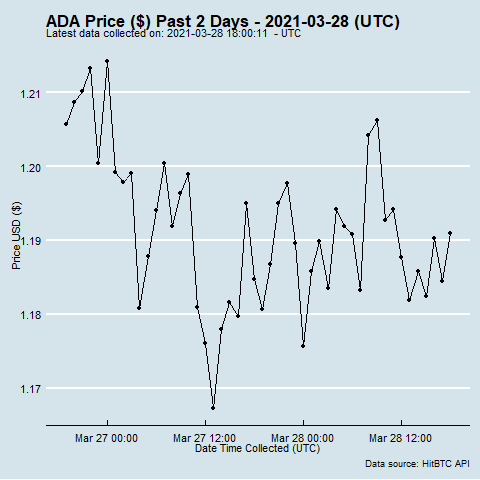 ADA Price ($) Past 2 Days - 2021-03-28 (UTC)
Latest data collected on: 2021-03-28 18:00:11 - UTC
1.21
1.20
1.19
1.18
1.17
Price USD ($)
Mar 27 00:00 Mar 27 12:00 Mar 28 00:00 Mar 28 12:00
Date Time Collected (UTC)
Data source: HitBTC API